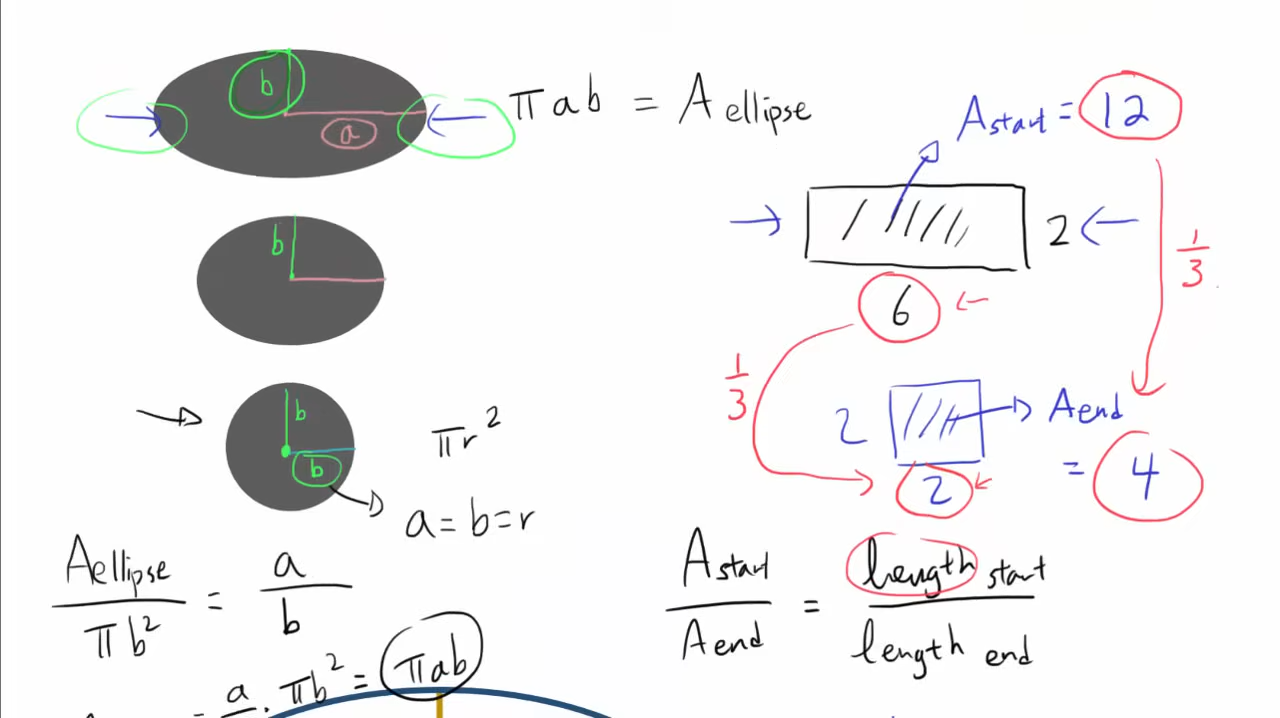 b
a
πab = A ellipse
A start = 12
b
2
6
1/3
1/3
b
b
πr²
a = b = r
2
A end
= 4
2
A ellipse / πb² = a / b
A start / A end = length start / length end
a . πb² = πab